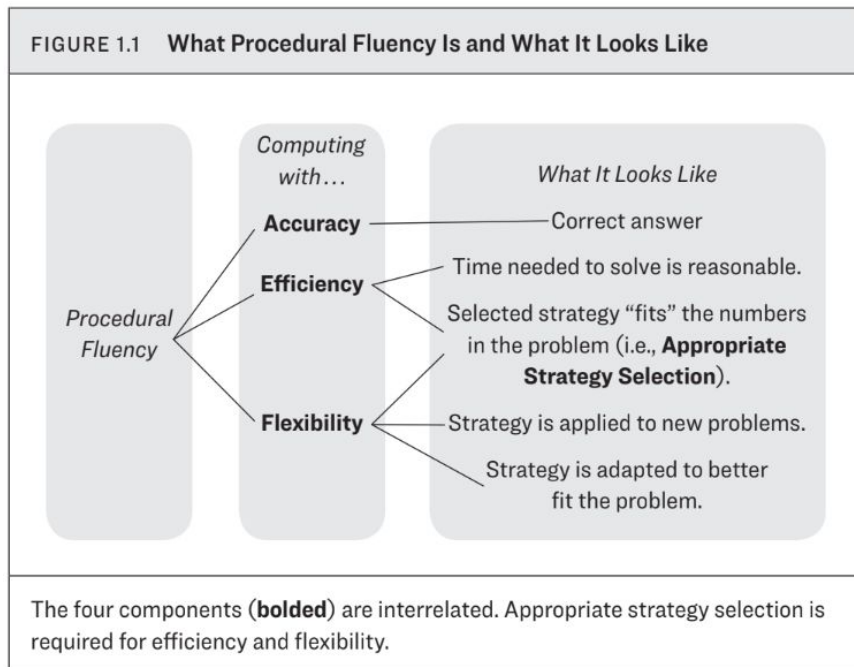 FIGURE 1.1 What Procedural Fluency Is and What It Looks Like
Procedural
Fluency
Computing
with…
Accuracy
Efficiency
Flexibility
What It Looks Like
Correct answer
Time needed to solve is reasonable.
Selected strategy “fits” the numbers
in the problem (i.e., Appropriate
Strategy Selection).
Strategy is applied to new problems.
Strategy is adapted to better
fit the problem.
The four components (bolded) are interrelated. Appropriate strategy selection is
required for efficiency and flexibility.